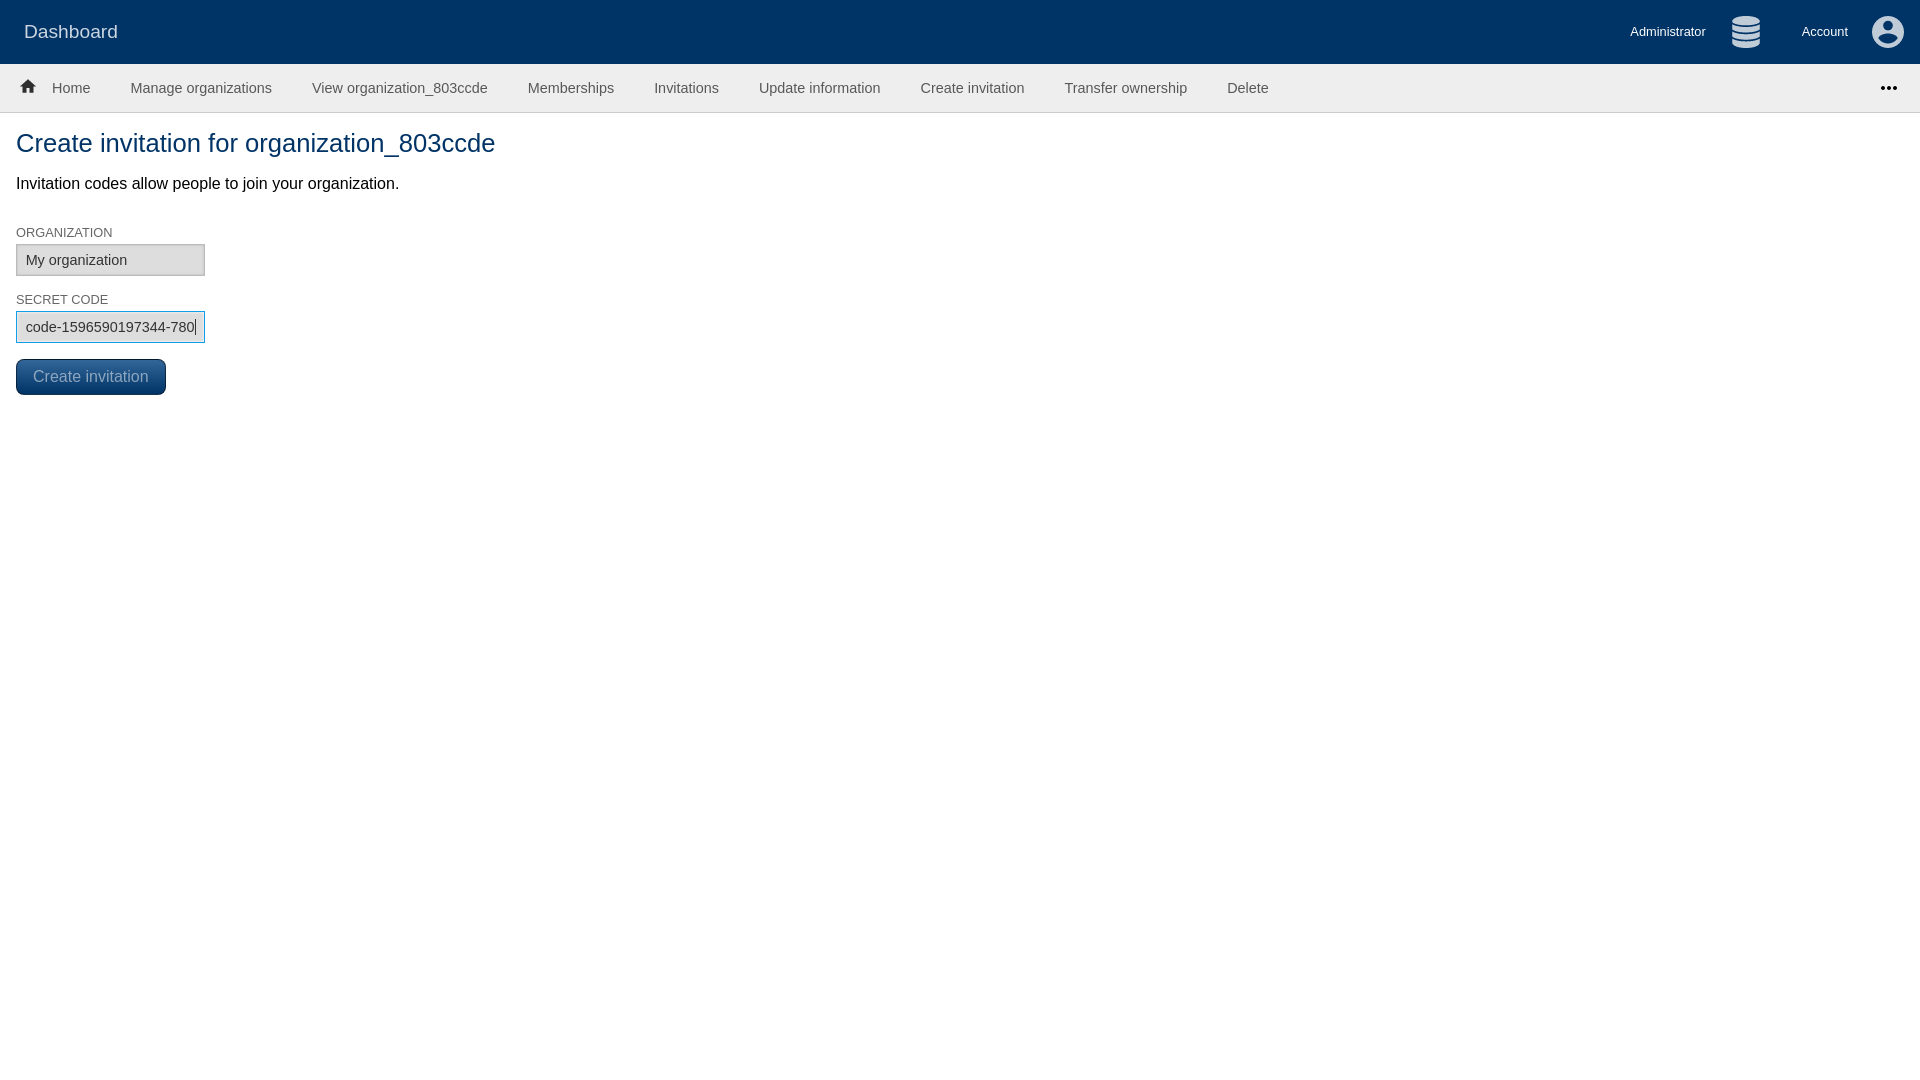 Dashboard
Administrator
Account
Home
Manage organizations
View organization_803ccde
Memberships
Invitations
Update information
Create invitation
Transfer ownership
Delete
Create invitation for organization_803ccde
Invitation codes allow people to join your organization.
ORGANIZATION
My organization
SECRET CODE
code-1596590197344-780
Create invitation